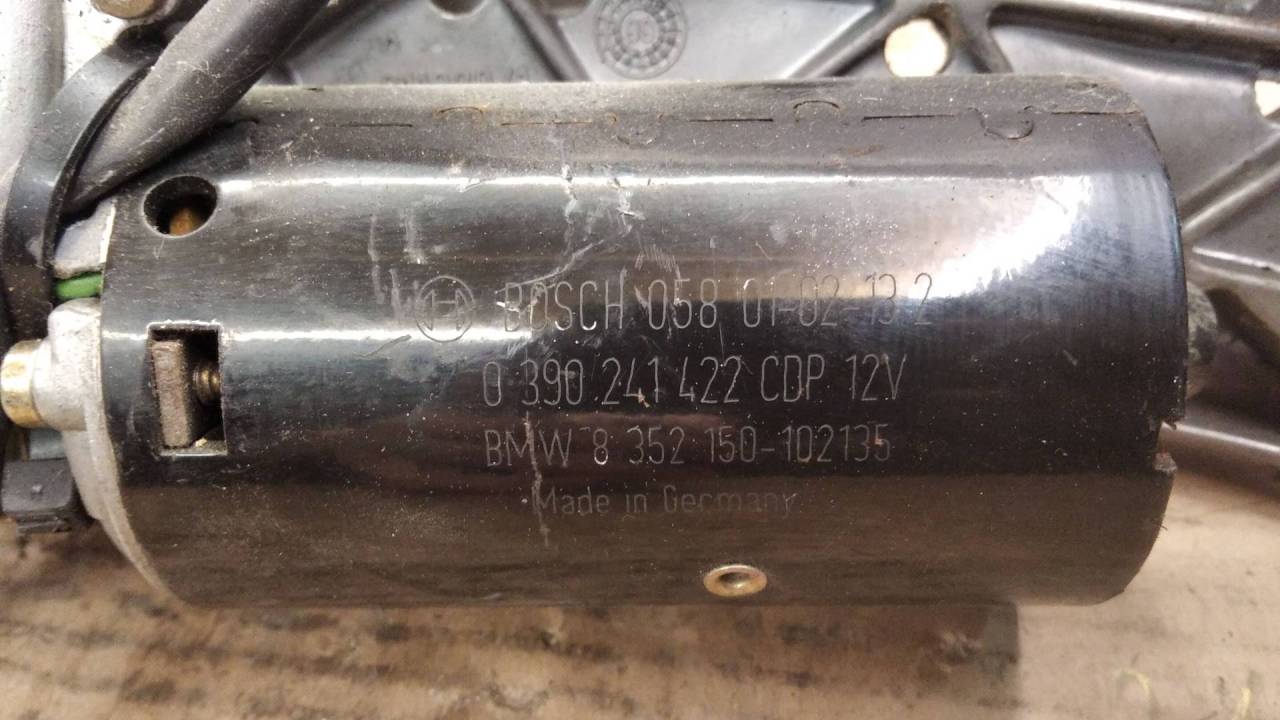 BOSCH 058 01-02-13 2
0 390 241 422 CDP 12V
BMW 8 352 150-102135
Made in Germany